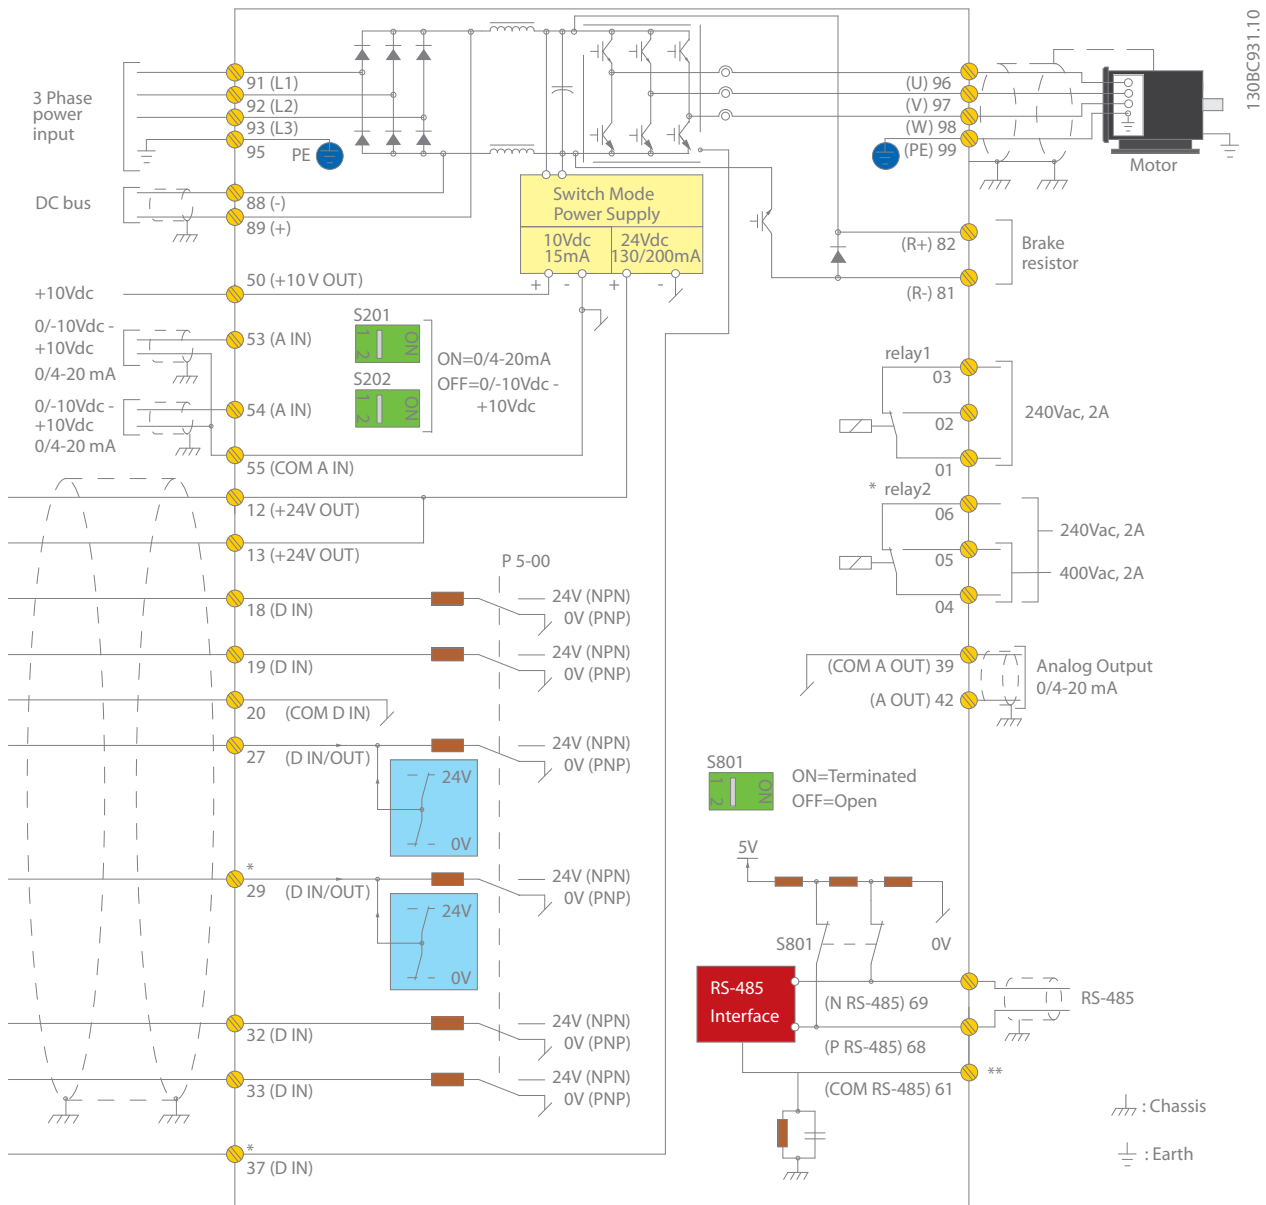 130BC931.10
3 Phase
power
input
91 (L1)
92 (L2)
93 (L3)
95
PE
DC bus
88 (-)
89 (+)
Switch Mode
Power Supply
10Vdc
15mA
24Vdc
130/200mA
+ - + -
(U) 96
(V) 97
(W) 98
(PE) 99
Motor
(R+) 82
(R-) 81
Brake
resistor
+10Vdc
50 (+10 V OUT)
0/-10Vdc -
+10Vdc
0/4-20 mA
53 (A IN)
0/-10Vdc -
+10Vdc
0/4-20 mA
54 (A IN)
55 (COM A IN)
S201
1 2 ON
S202
1 2 ON
ON=0/4-20mA
OFF=0/-10Vdc -
+10Vdc
relay1
03
02
01
240Vac, 2A
* relay2
06
05
04
240Vac, 2A
400Vac, 2A
12 (+24V OUT)
13 (+24V OUT)
P 5-00
18 (D IN)
24V (NPN)
0V (PNP)
19 (D IN)
24V (NPN)
0V (PNP)
20 (COM D IN)
27 (D IN/OUT)
24V (NPN)
0V (PNP)
24V
0V
*
29 (D IN/OUT)
24V (NPN)
0V (PNP)
24V
0V
32 (D IN)
24V (NPN)
0V (PNP)
33 (D IN)
24V (NPN)
0V (PNP)
*
37 (D IN)
(COM A OUT) 39
(A OUT) 42
Analog Output
0/4-20 mA
S801
1 2 ON
ON=Terminated
OFF=Open
5V
S801
0V
RS-485
Interface
(N RS-485) 69
(P RS-485) 68
(COM RS-485) 61
RS-485
**
: Chassis
: Earth